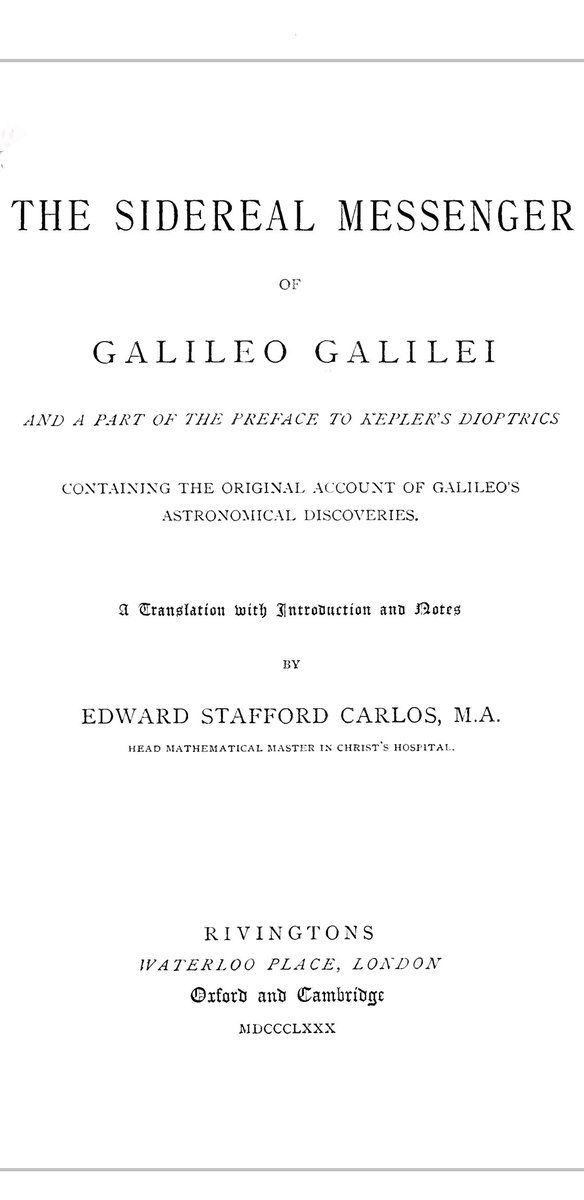 THE SIDEREAL MESSENGER
OF
GALILEO GALILEI
AND A PART OF THE PREFACE TO KEPLER'S DIOPTRICS
CONTAINING THE ORIGINAL ACCOUNT OF GALILEO'S
ASTRONOMICAL DISCOVERIES.
A Translation with Introduction and Notes
BY
EDWARD STAFFORD CARLOS, M.A.
HEAD MATHEMATICAL MASTER IN CHRIST'S HOSPITAL.
RIVINGTONS
WATERLOO PLACE, LONDON
Oxford and Cambridge
MDCCCLXXX